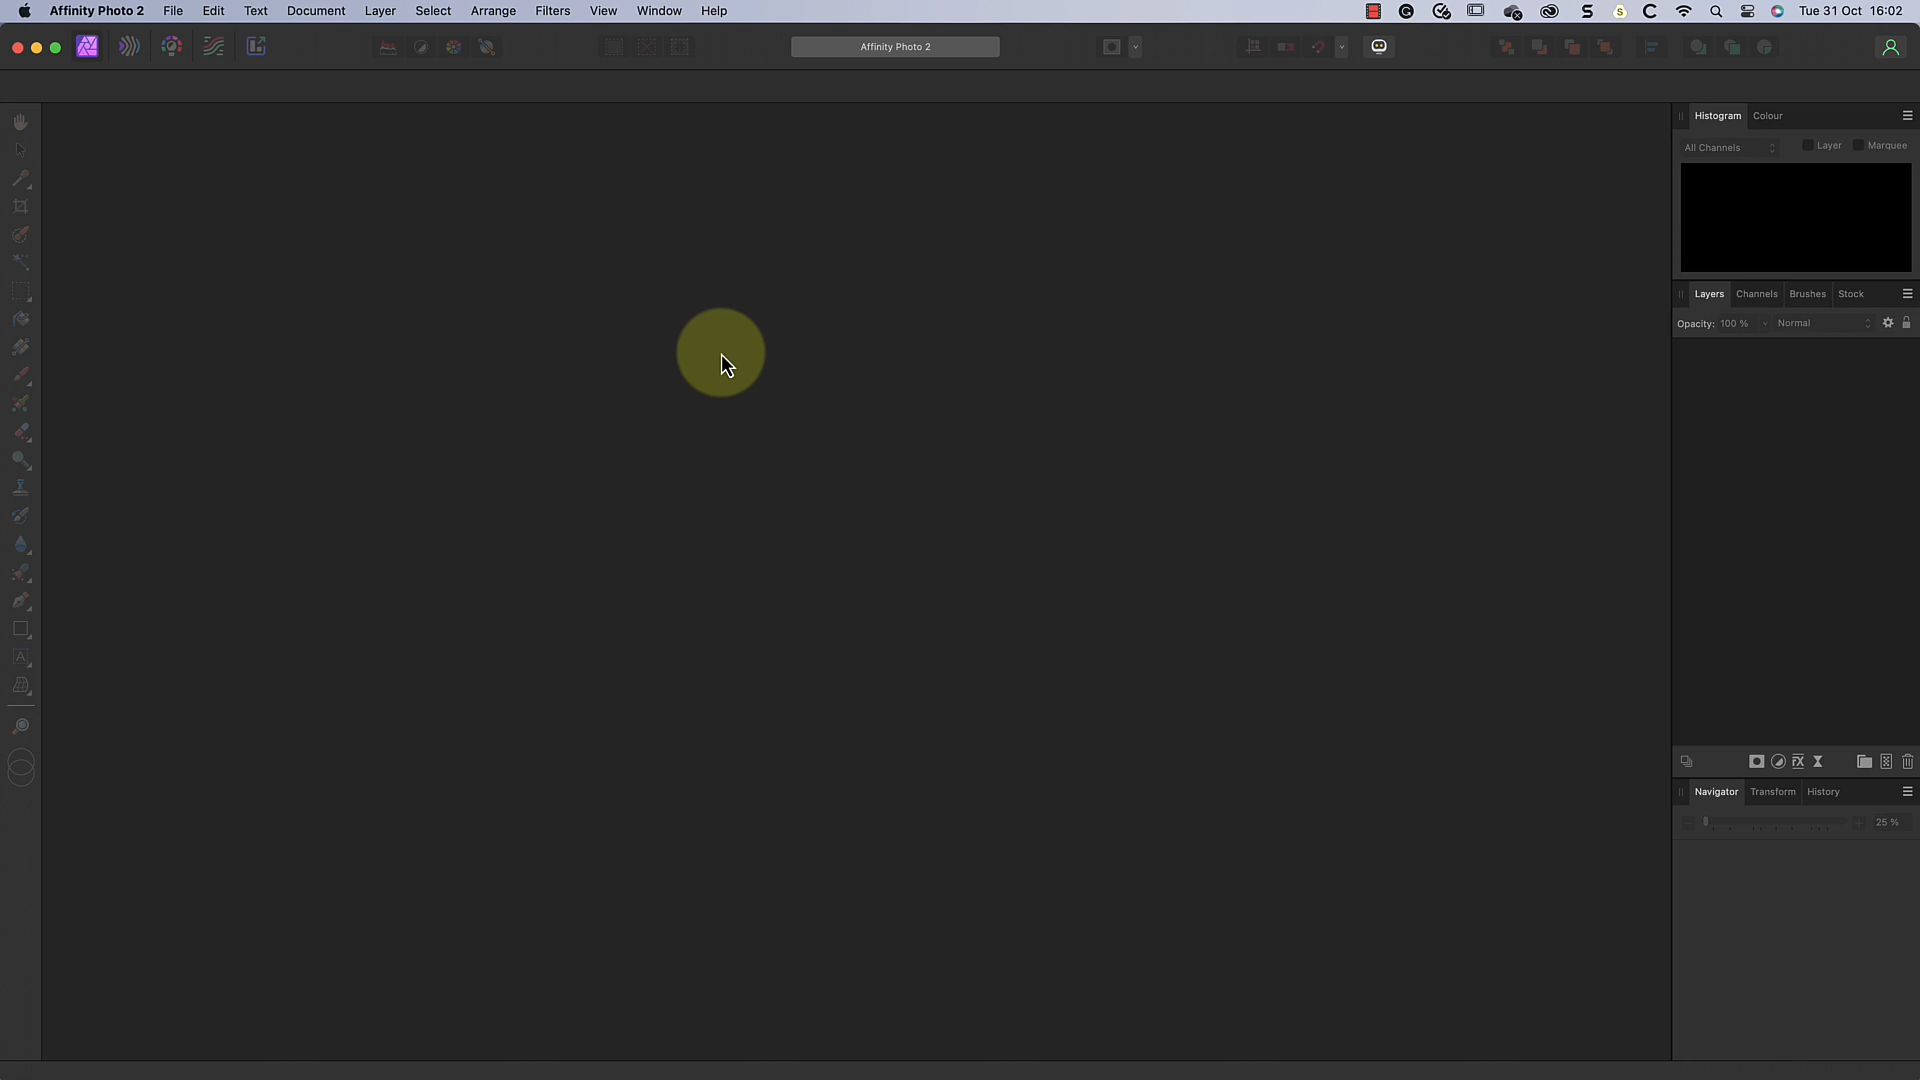 Affinity Photo 2 File Edit Text Document Layer Select Arrange Filters View Window Help Tue 31 Oct 16:02
Affinity Photo 2
Histogram Colour
All Channels Layer Marquee
Layers Channels Brushes Stock
Opacity: 100 % Normal
Navigator Transform History
25 %